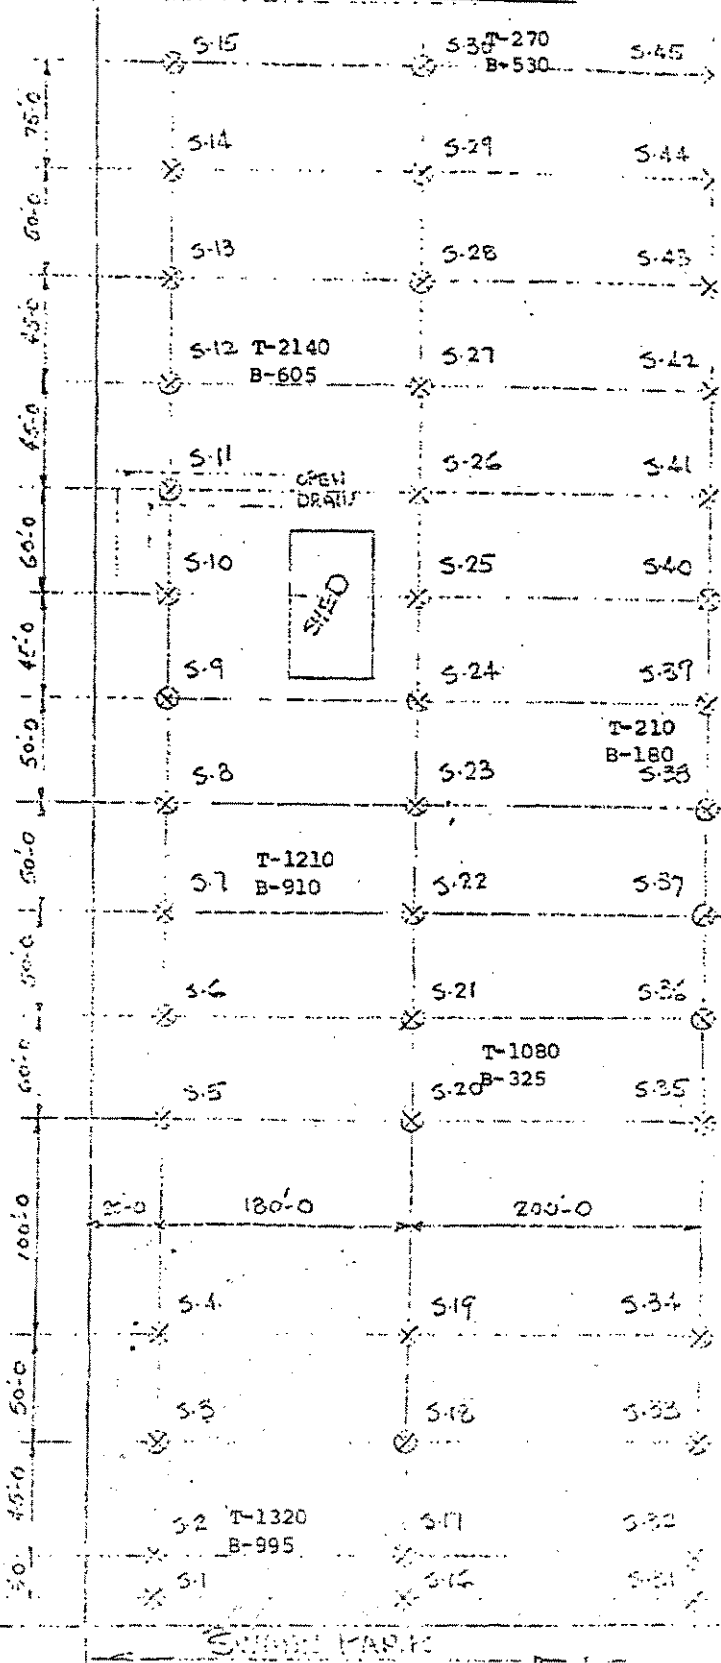 S-15
S-30 T-270
B-530
S-45
75'-0
S-14
S-29
S-44
60'-0
S-13
S-28
S-43
45'-0
S-12 T-2140
B-605
S-27
S-42
45'-0
S-11
OPEN
DRAIN
S-26
S-41
60'-0
S-10
SHED
S-25
S-40
45'-0
S-9
S-24
S-39
50'-0
T-210
B-180
S-8
S-23
S-38
50'-0
T-1210
B-910
S-7
S-22
S-37
50'-0
S-6
S-21
S-36
60'-0
T-1080
B-325
S-5
S-20
S-35
100'-0
180'-0
200'-0
S-4
S-19
S-34
50'-0
S-3
S-18
S-33
45'-0
S-2 T-1320
B-995
S-17
S-32
S-1
S-16
S-31